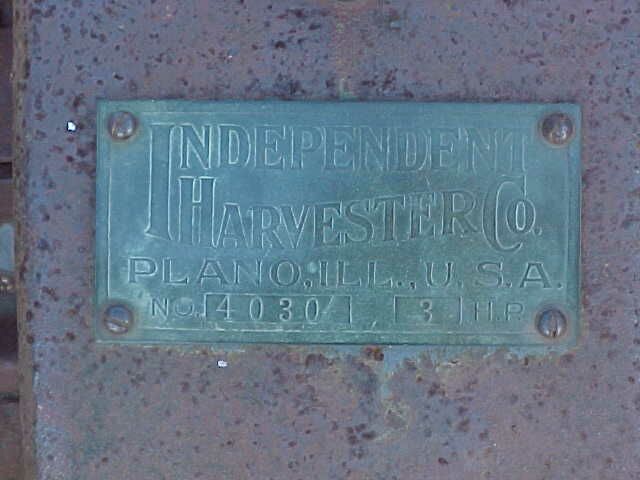 INDEPENDENT
HARVESTER CO.
PLANO, ILL., U.S.A.
NO. 4030 3 H.P.